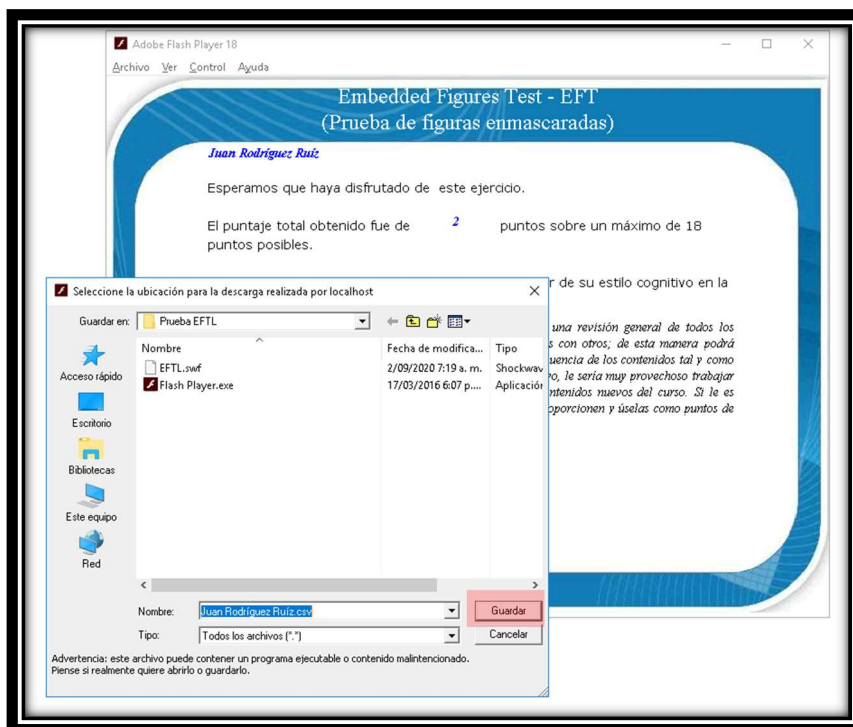 Adobe Flash Player 18
Archivo Ver Control Ayuda
Embedded Figures Test - EFT
(Prueba de figuras enmascaradas)
Juan Rodríguez Ruíz
Esperamos que haya disfrutado de este ejercicio.
El puntaje total obtenido fue de 2 puntos sobre un máximo de 18
puntos posibles.
r de su estilo cognitivo en la
una revisión general de todos los
s con otros; de esta manera podrá
uencia de los contenidos tal y como
vo, le sería muy provechoso trabajar
ntenidos nuevos del curso. Si le es
oporcionen y úselas como puntos de
Seleccione la ubicación para la descarga realizada por localhost
Guardar en: Prueba EFTL
Nombre Fecha de modifica... Tipo
EFTL.swf 2/09/2020 7:19 a. m. Shockwav
Flash Player.exe 17/03/2016 6:07 p.... Aplicación
Acceso rápido
Escritorio
Bibliotecas
Este equipo
Red
Nombre: Juan Rodríguez Ruíz.csv Guardar
Tipo: Todos los archivos (*.*) Cancelar
Advertencia: este archivo puede contener un programa ejecutable o contenido malintencionado.
Piense si realmente quiere abrirlo o guardarlo.